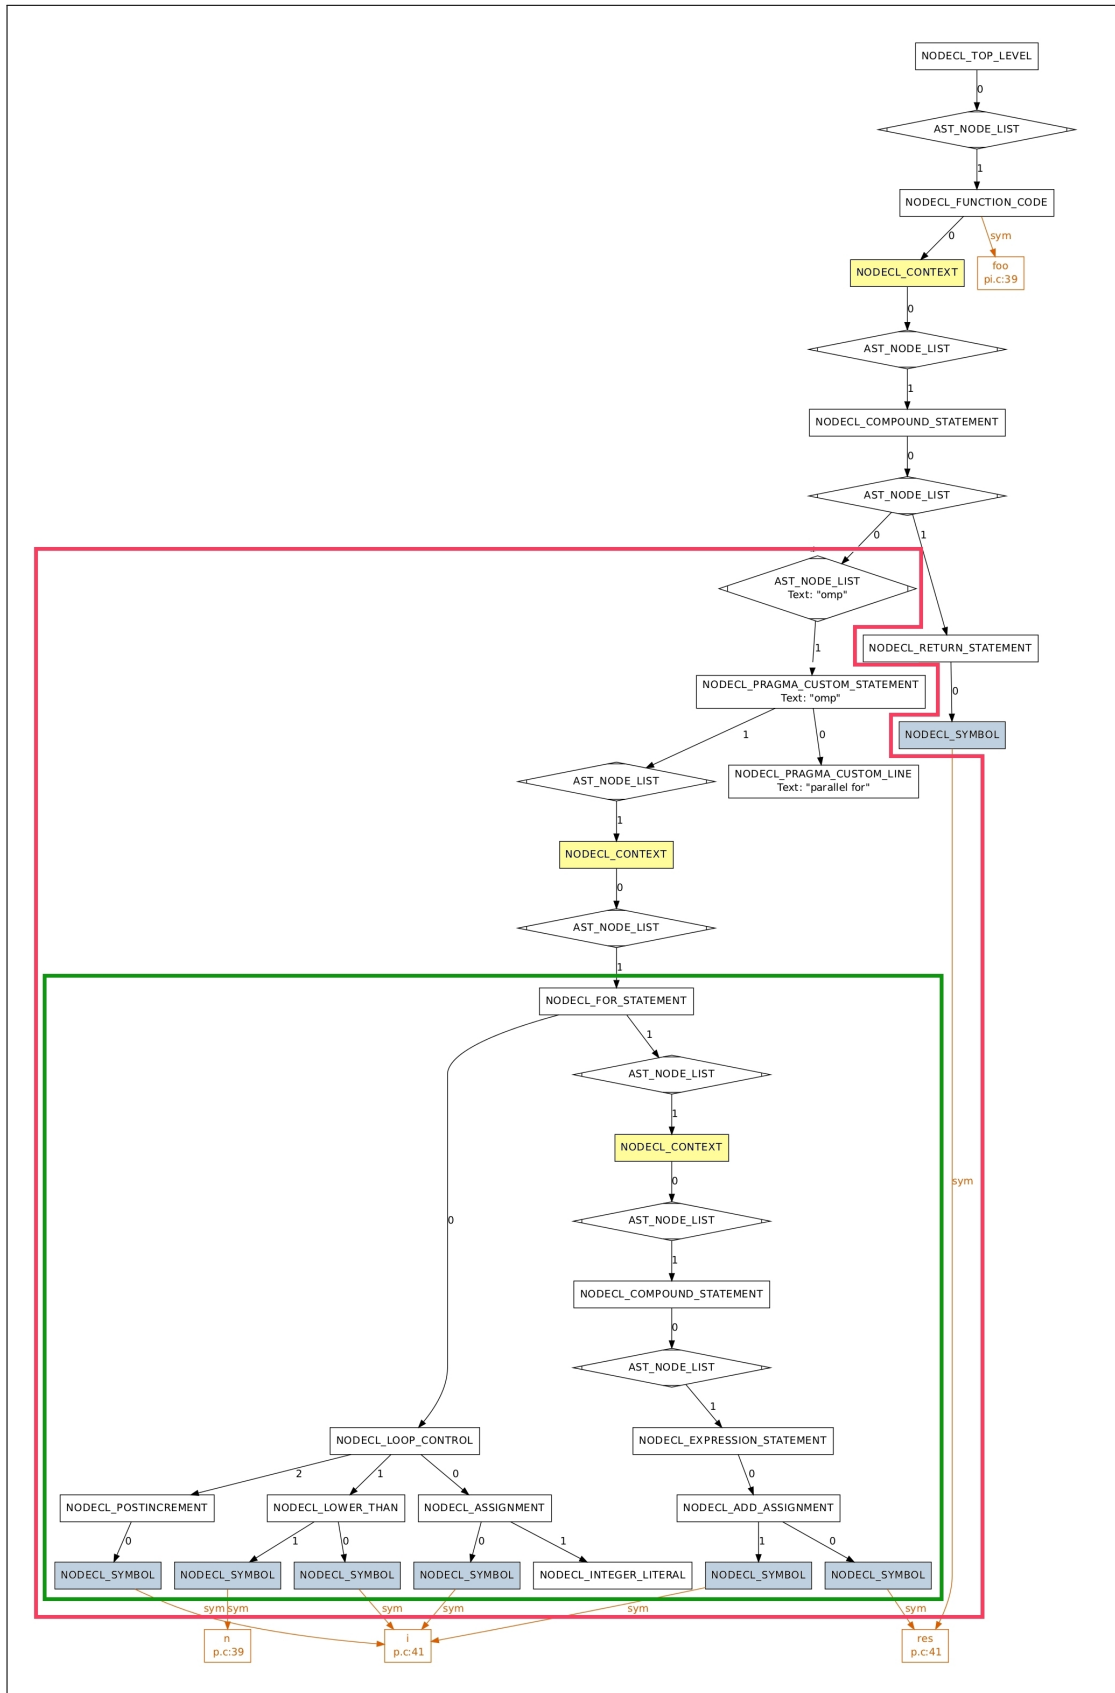 NODECL_TOP_LEVEL
0
AST_NODE_LIST
1
NODECL_FUNCTION_CODE
0
sym
NODECL_CONTEXT
foo
pi.c:39
0
AST_NODE_LIST
1
NODECL_COMPOUND_STATEMENT
0
AST_NODE_LIST
0
1
AST_NODE_LIST
Text: "omp"
1
NODECL_RETURN_STATEMENT
NODECL_PRAGMA_CUSTOM_STATEMENT
Text: "omp"
0
1
0
NODECL_SYMBOL
AST_NODE_LIST
NODECL_PRAGMA_CUSTOM_LINE
Text: "parallel for"
1
NODECL_CONTEXT
0
AST_NODE_LIST
1
NODECL_FOR_STATEMENT
1
AST_NODE_LIST
1
NODECL_CONTEXT
0
sym
0
AST_NODE_LIST
1
NODECL_COMPOUND_STATEMENT
0
AST_NODE_LIST
1
NODECL_LOOP_CONTROL
NODECL_EXPRESSION_STATEMENT
2
1
0
0
NODECL_POSTINCREMENT
NODECL_LOWER_THAN
NODECL_ASSIGNMENT
NODECL_ADD_ASSIGNMENT
0
1
0
0
1
1
0
NODECL_SYMBOL
NODECL_SYMBOL
NODECL_SYMBOL
NODECL_SYMBOL
NODECL_INTEGER_LITERAL
NODECL_SYMBOL
NODECL_SYMBOL
sym
sym
sym
sym
sym
sym
n
p.c:39
i
p.c:41
res
p.c:41